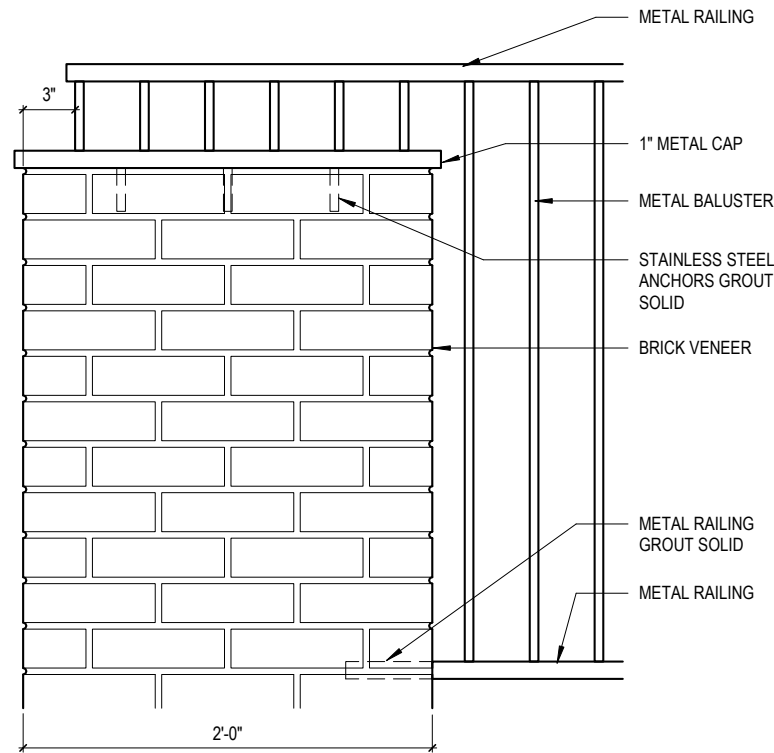 METAL RAILING
3"
1" METAL CAP
METAL BALUSTER
STAINLESS STEEL
ANCHORS GROUT
SOLID
BRICK VENEER
METAL RAILING
GROUT SOLID
METAL RAILING
2'-0"